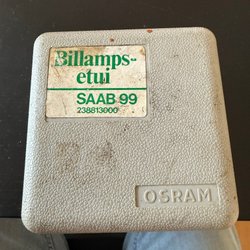 Billamps-
etui
SAAB 99
238813000
OSRAM